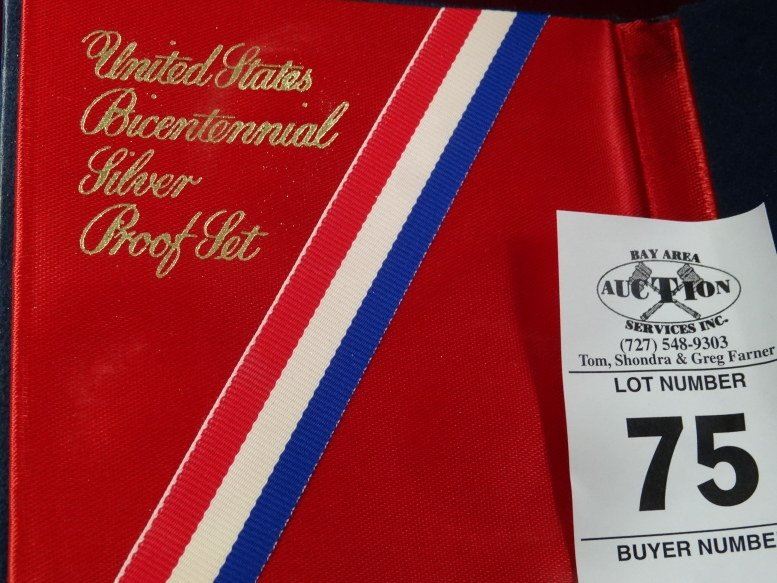 United States
Bicentennial
Silver
Proof Set
BAY AREA
AUCTION
SERVICES INC.
(727) 548-9303
Tom, Shondra & Greg Farner
LOT NUMBER
75
BUYER NUMBE